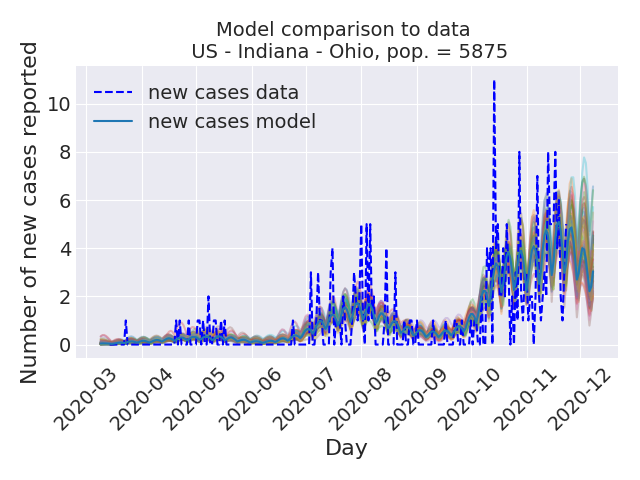 Model comparison to data
US - Indiana - Ohio, pop. = 5875
Number of new cases reported
10
8
6
4
2
0
new cases data
new cases model
2020-03
2020-04
2020-05
2020-06
2020-07
2020-08
2020-09
2020-10
2020-11
2020-12
Day